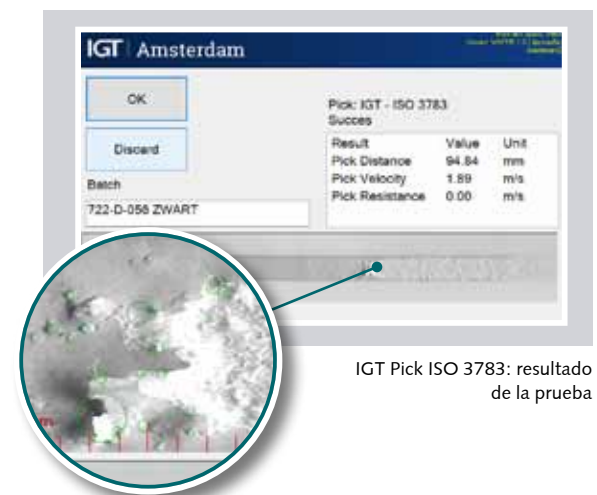 IGT Amsterdam
OK
Discard
Batch
722-D-056 ZWART
Pick: IGT - ISO 3783
Succes
Result Value Unit
Pick Distance 94.84 mm
Pick Velocity 1.89 m/s
Pick Resistance 0.00 m/s
m
IGT Pick ISO 3783: resultado
de la prueba